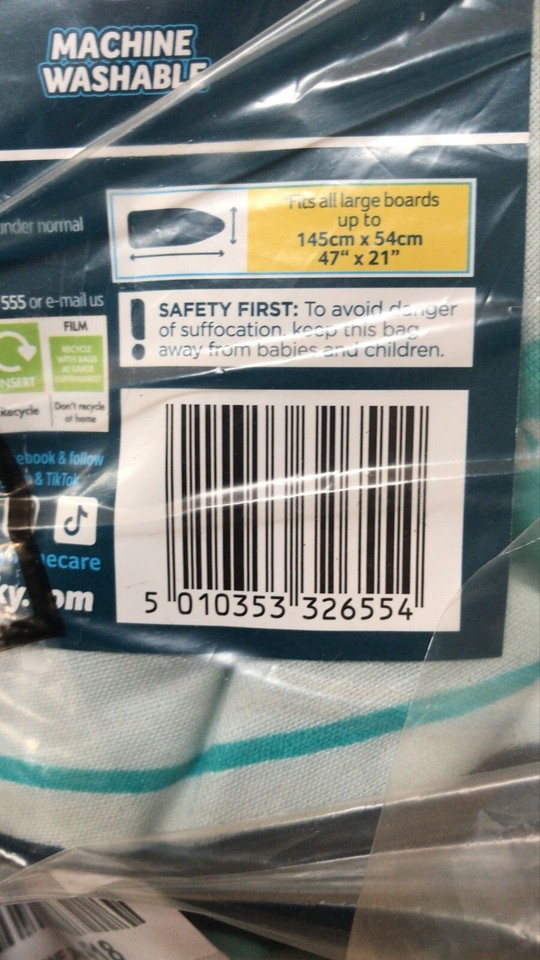 MACHINE
WASHABLE
under normal
*Fits all large boards
up to
145cm x 54cm
47“ x 21”
555 or e-mail us
SAFETY FIRST: To avoid danger
of suffocation, keep this bag
away from babies and children.
FILM
RECYCLE
WITH BAGS
AT LARGE
SUPERMARKET
INSERT
Recycle
Don't recycle
at home
& follow
& TikTok
5 010353 326554